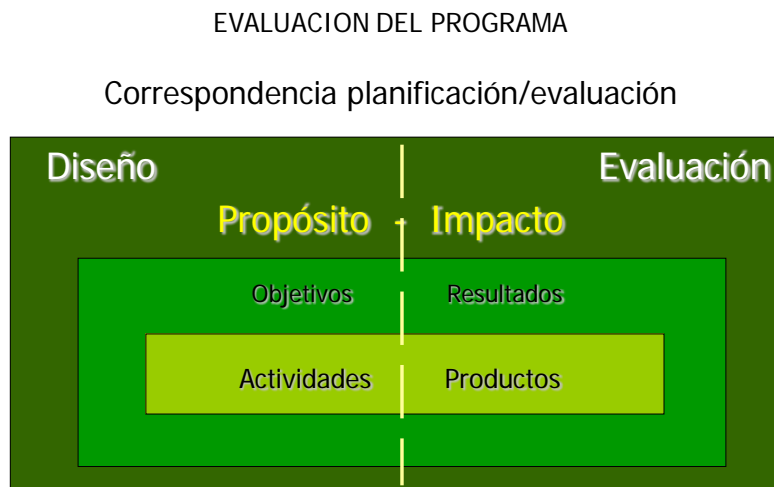 EVALUACION DEL PROGRAMA
Correspondencia planificación/evaluación
Diseño Evaluación
Propósito - Impacto
Objetivos Resultados
Actividades Productos